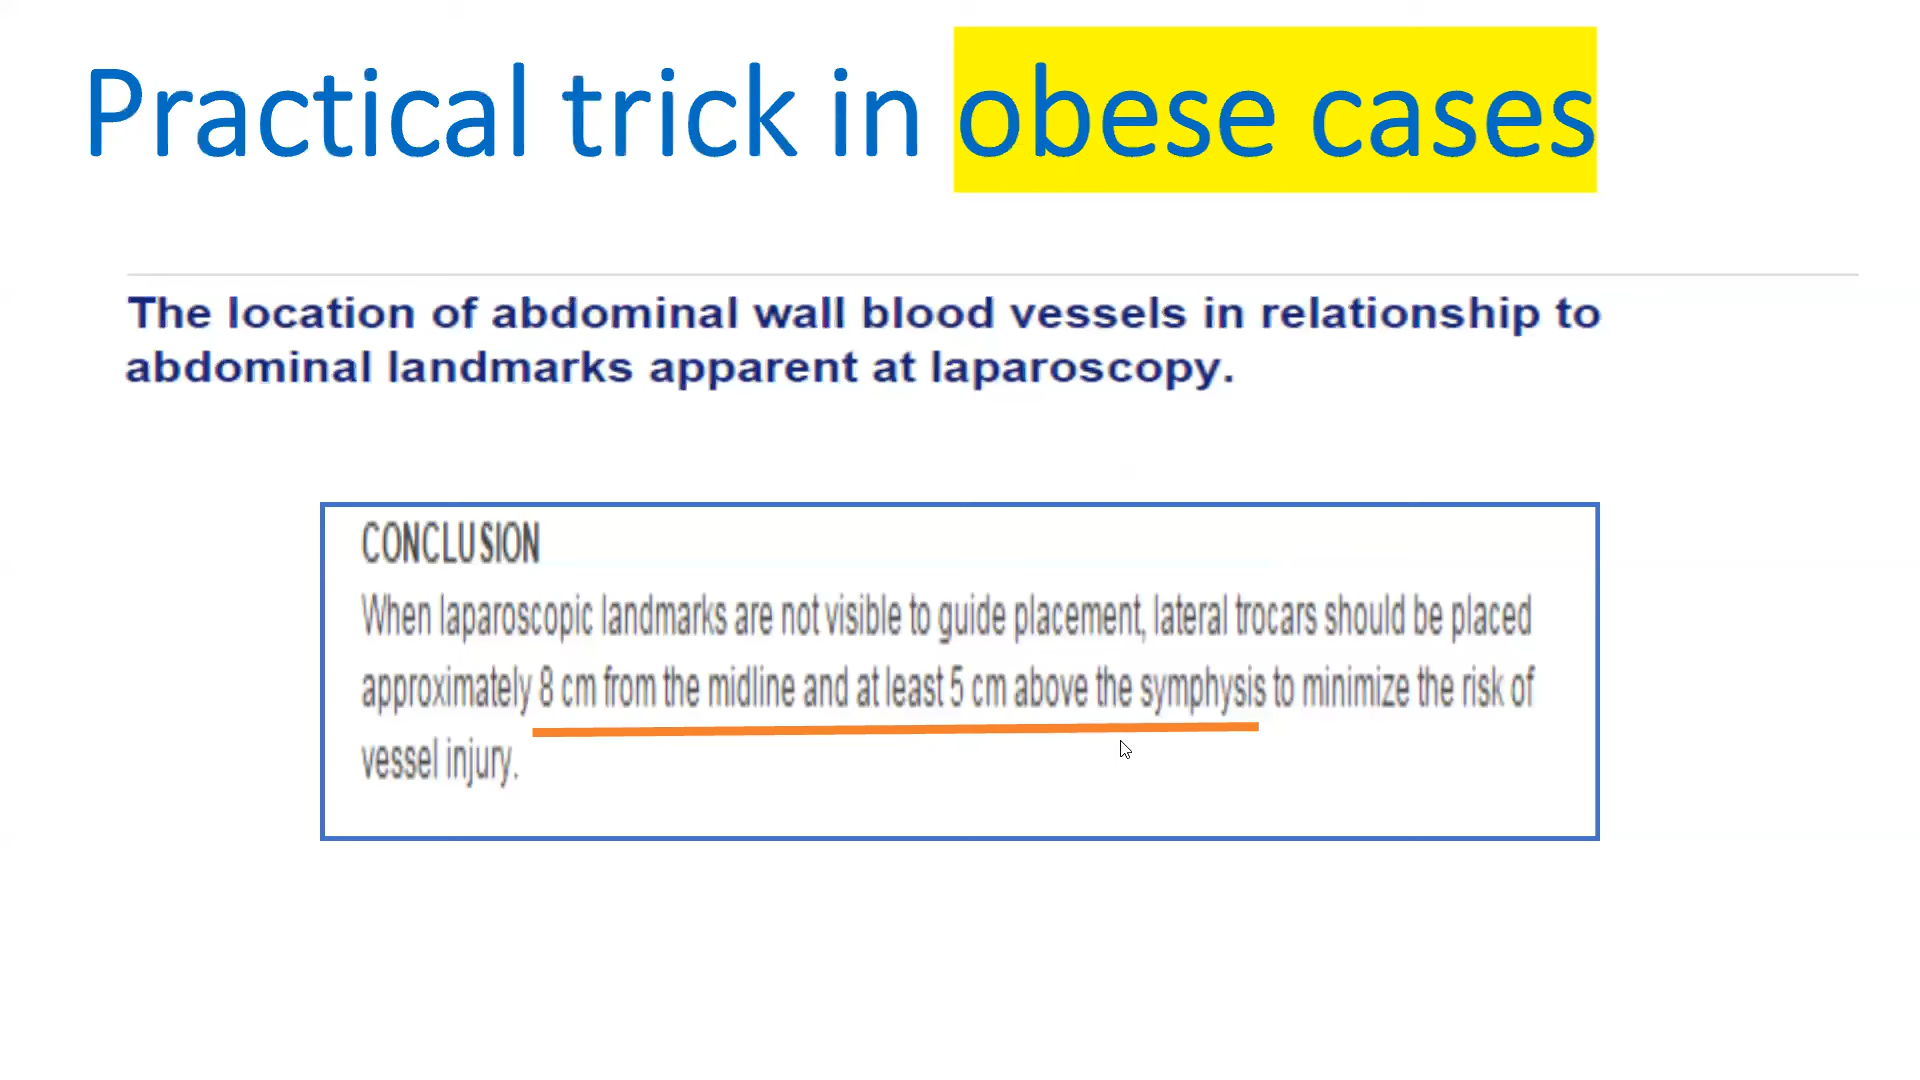 Practical trick in obese cases
The location of abdominal wall blood vessels in relationship to
abdominal landmarks apparent at laparoscopy.
CONCLUSION
When laparoscopic landmarks are not visible to guide placement, lateral trocars should be placed
approximately 8 cm from the midline and at least 5 cm above the symphysis to minimize the risk of
vessel injury.